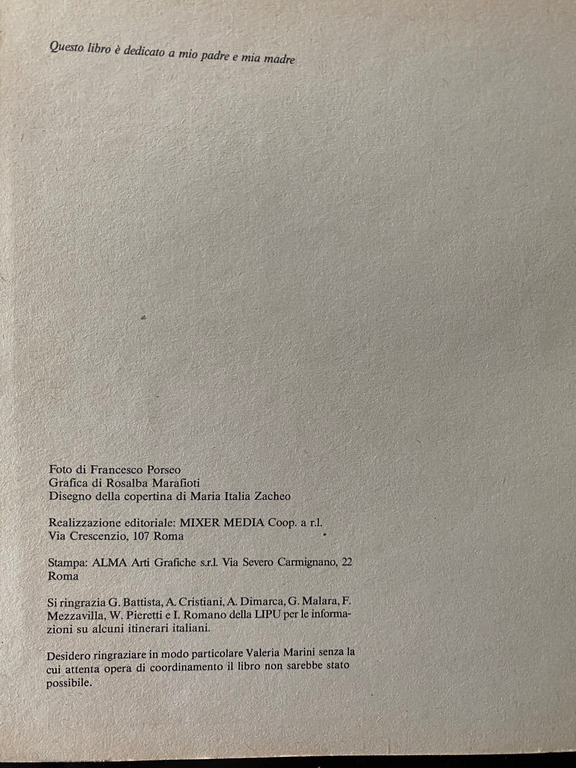 Questo libro è dedicato a mio padre e mia madre
Foto di Francesco Porseo
Grafica di Rosalba Marafioti
Disegno della copertina di Maria Italia Zacheo
Realizzazione editoriale: MIXER MEDIA Coop. a r.l.
Via Crescenzio, 107 Roma
Stampa: ALMA Arti Grafiche s.r.l. Via Severo Carmignano, 22
Roma
Si ringrazia G. Battista, A. Cristiani, A. Dimarca, G. Malara, F.
Mezzavilla, W. Pieretti e I. Romano della LIPU per le informa-
zioni su alcuni itinerari italiani.
Desidero ringraziare in modo particolare Valeria Marini senza la
cui attenta opera di coordinamento il libro non sarebbe stato
possibile.